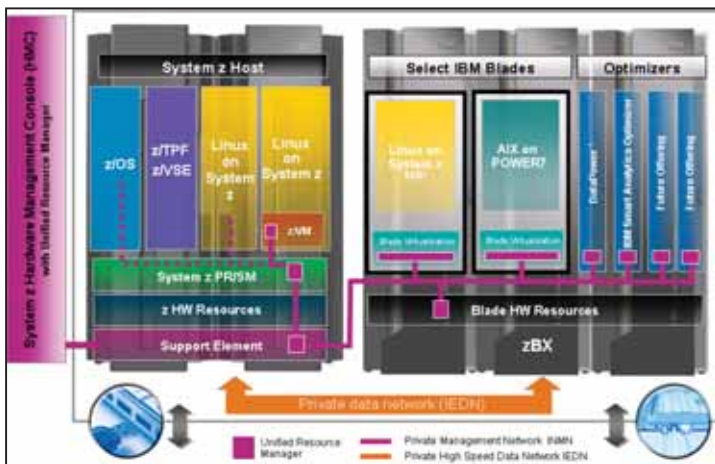 System z Hardware Management Console (HMC)
with Unified Resource Manager
System z Host
Select IBM Blades
Optimizers
z/OS
z/TPF
z/VSE
Linux
on
System
z
Linux
on
System z
z/VM
System z PR/SM
z HW Resources
Support Element
Linux on
System x
Blade Virtualization
AIX on
POWER7
Blade Virtualization
DataPower
IBM Smart Analytics Optimizer
Future Offering
Future Offering
Blade HW Resources
zBX
Private data network (IEDN)
Unified Resource
Manager
Private Management Network INMN
Private High Speed Data Network IEDN